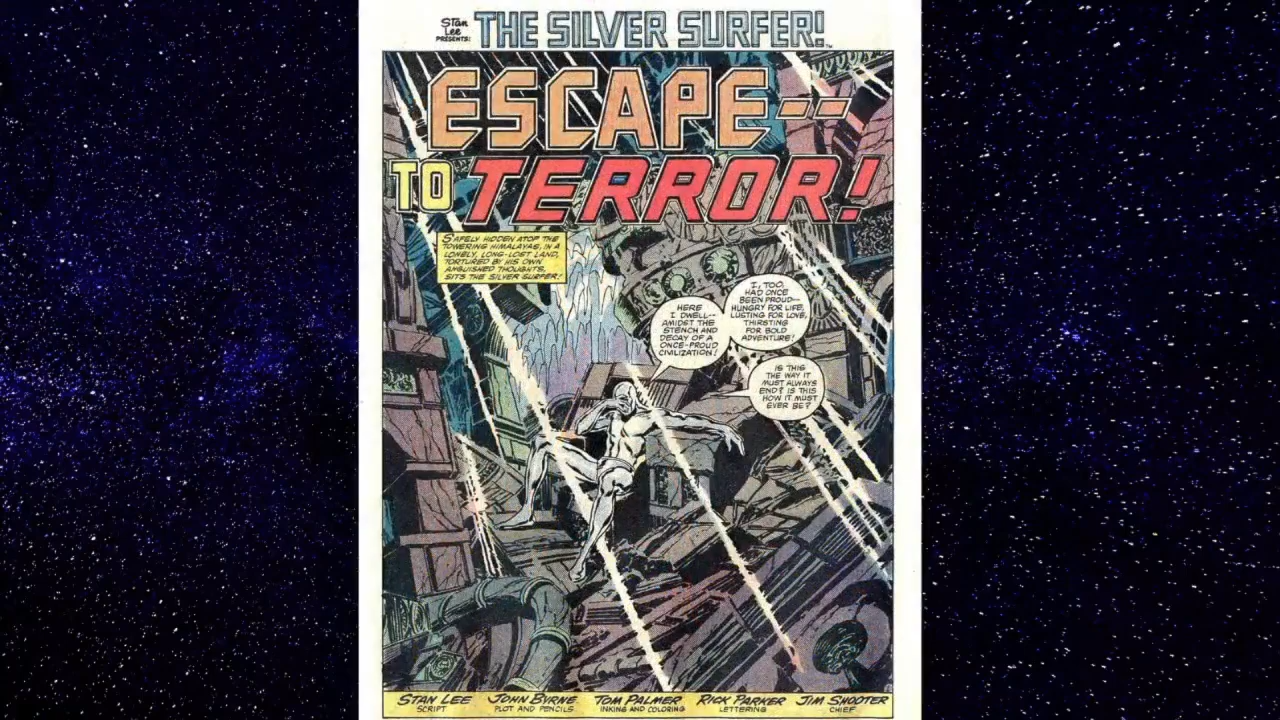 STAN
LEE
PRESENTS:
THE SILVER SURFER!
ESCAPE--
TO TERROR!
SAFELY HIDDEN ATOP THE
TOWERING HIMALAYAS, IN A
LONELY, LONG-LOST LAND,
TORTURED BY HIS OWN
ANGUISHED THOUGHTS,
SITS THE SILVER SURFER!
HERE
I DWELL--
AMIDST THE
STENCH AND
DECAY OF A
ONCE-PROUD
CIVILIZATION!
I, TOO,
HAD ONCE
BEEN PROUD--
HUNGRY FOR LIFE,
LUSTING FOR LOVE,
THIRSTING
FOR BOLD
ADVENTURE!
IS THIS
THE WAY IT
MUST ALWAYS
END? IS THIS
HOW IT MUST
EVER BE?
STAN LEE JOHN BYRNE TOM PALMER RICK PARKER JIM SHOOTER
SCRIPT PLOT AND PENCILS INKING AND COLORING LETTERING CHIEF